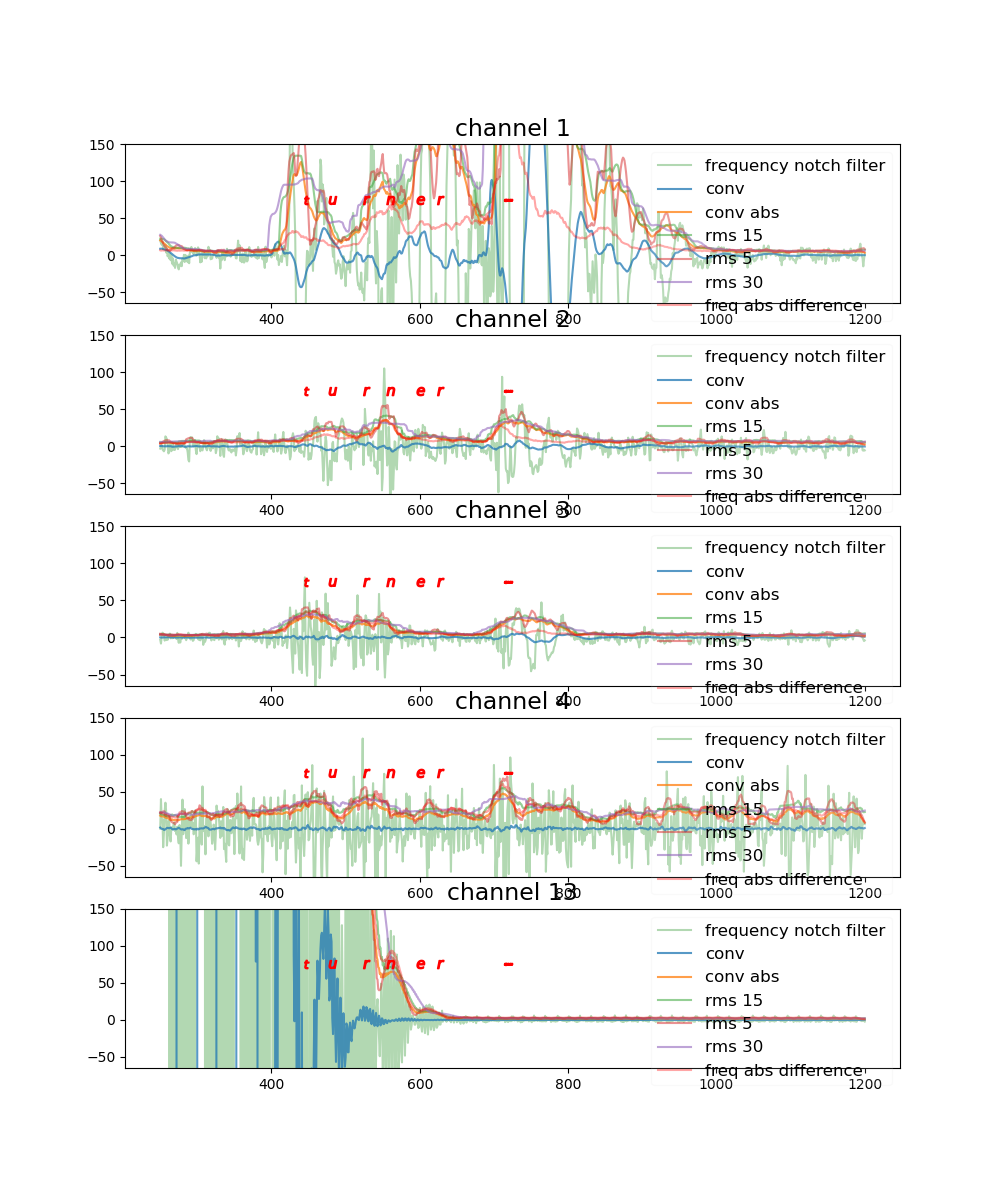 channel 1
150
100
50
0
−50
t u r n e r –
frequency notch filter
conv
conv abs
rms 15
rms 5
rms 30
freq abs difference
400 600 800 1000 1200
channel 2
150
100
50
0
−50
t u r n e r –
frequency notch filter
conv
conv abs
rms 15
rms 5
rms 30
freq abs difference
400 600 800 1000 1200
channel 3
150
100
50
0
−50
t u r n e r –
frequency notch filter
conv
conv abs
rms 15
rms 5
rms 30
freq abs difference
400 600 800 1000 1200
channel 4
150
100
50
0
−50
t u r n e r –
frequency notch filter
conv
conv abs
rms 15
rms 5
rms 30
freq abs difference
400 600 800 1000 1200
channel 13
150
100
50
0
−50
t u r n e r –
frequency notch filter
conv
conv abs
rms 15
rms 5
rms 30
freq abs difference
400 600 800 1000 1200